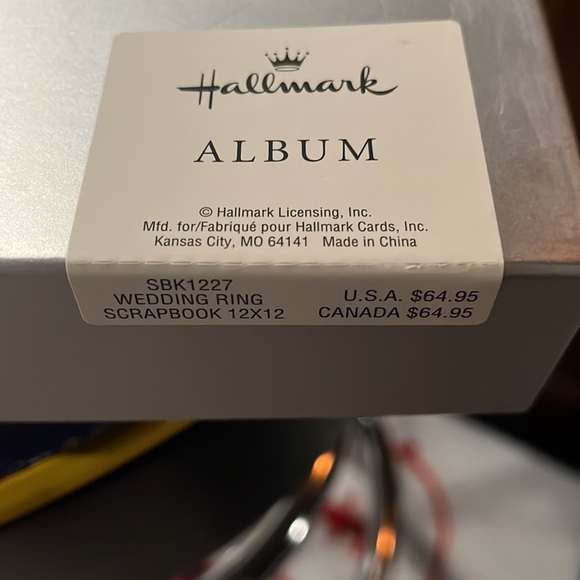 Hallmark
ALBUM
© Hallmark Licensing, Inc.
Mfd. for/Fabriqué pour Hallmark Cards, Inc.
Kansas City, MO 64141 Made in China
SBK1227
WEDDING RING U.S.A. $64.95
SCRAPBOOK 12X12 CANADA $64.95